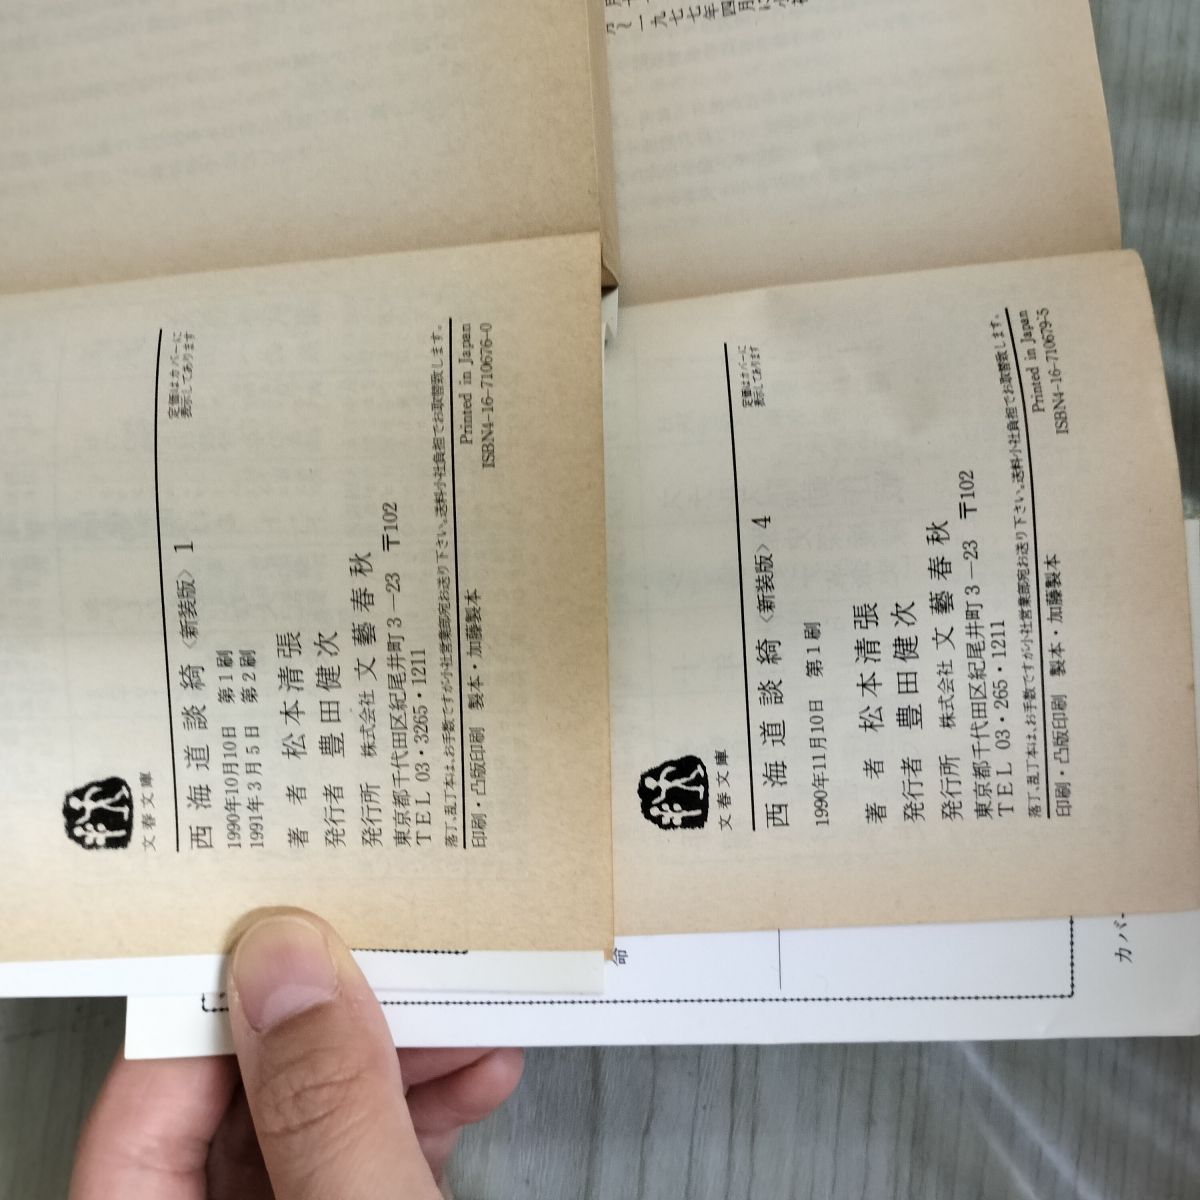 文春文庫
定価はカバーに
表示してあります
西海道談綺〈新装版〉1
1990年10月10日 第1刷
1991年3月5日 第2刷
著者 松本清張
発行者 豊田健次
発行所 株式会社 文藝春秋
東京都千代田区紀尾井町3-23 〒102
TEL 03・3265・1211
落丁、乱丁本は、お手数ですが小社営業部宛お送り下さい。送料小社負担でお取替致します。
印刷・凸版印刷 製本・加藤製本
Printed in Japan
ISBN4-16-710676-0
文春文庫
定価はカバーに
表示してあります
西海道談綺〈新装版〉4
1990年11月10日 第1刷
著者 松本清張
発行者 豊田健次
発行所 株式会社 文藝春秋
東京都千代田区紀尾井町3-23 〒102
TEL 03・265・1211
落丁、乱丁本は、お手数ですが小社営業部宛お送り下さい。送料小社負担でお取替致します。
印刷・凸版印刷 製本・加藤製本
Printed in Japan
ISBN4-16-710679-5
一九七七年四月に
命
カバ